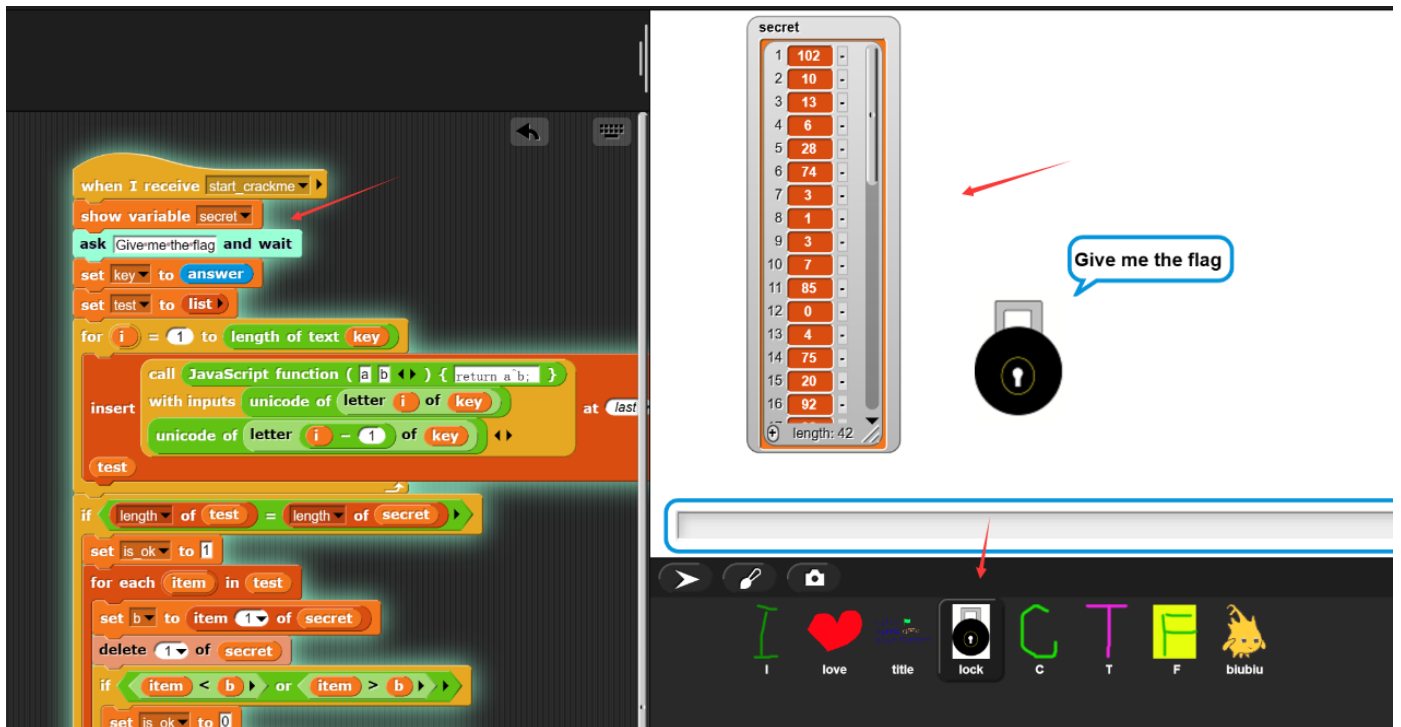 when I receive start_crackme
show variable secret
ask Give me the flag and wait
set key to answer
set test to list
for i = 1 to length of text key
call JavaScript function ( a b ) { return a^b; }
with inputs unicode of letter i of key
insert at last
unicode of letter i - 1 of key
test
if length of test = length of secret
set is_ok to 1
for each item in test
set b to item 1 of secret
delete 1 of secret
if item < b or item > b
set is_ok to 0
secret
1 102 -
2 10 -
3 13 -
4 6 -
5 28 -
6 74 -
7 3 -
8 1 -
9 3 -
10 7 -
11 85 -
12 0 -
13 4 -
14 75 -
15 20 -
16 92 -
+ length: 42
Give me the flag
I love title lock C T F biubiu